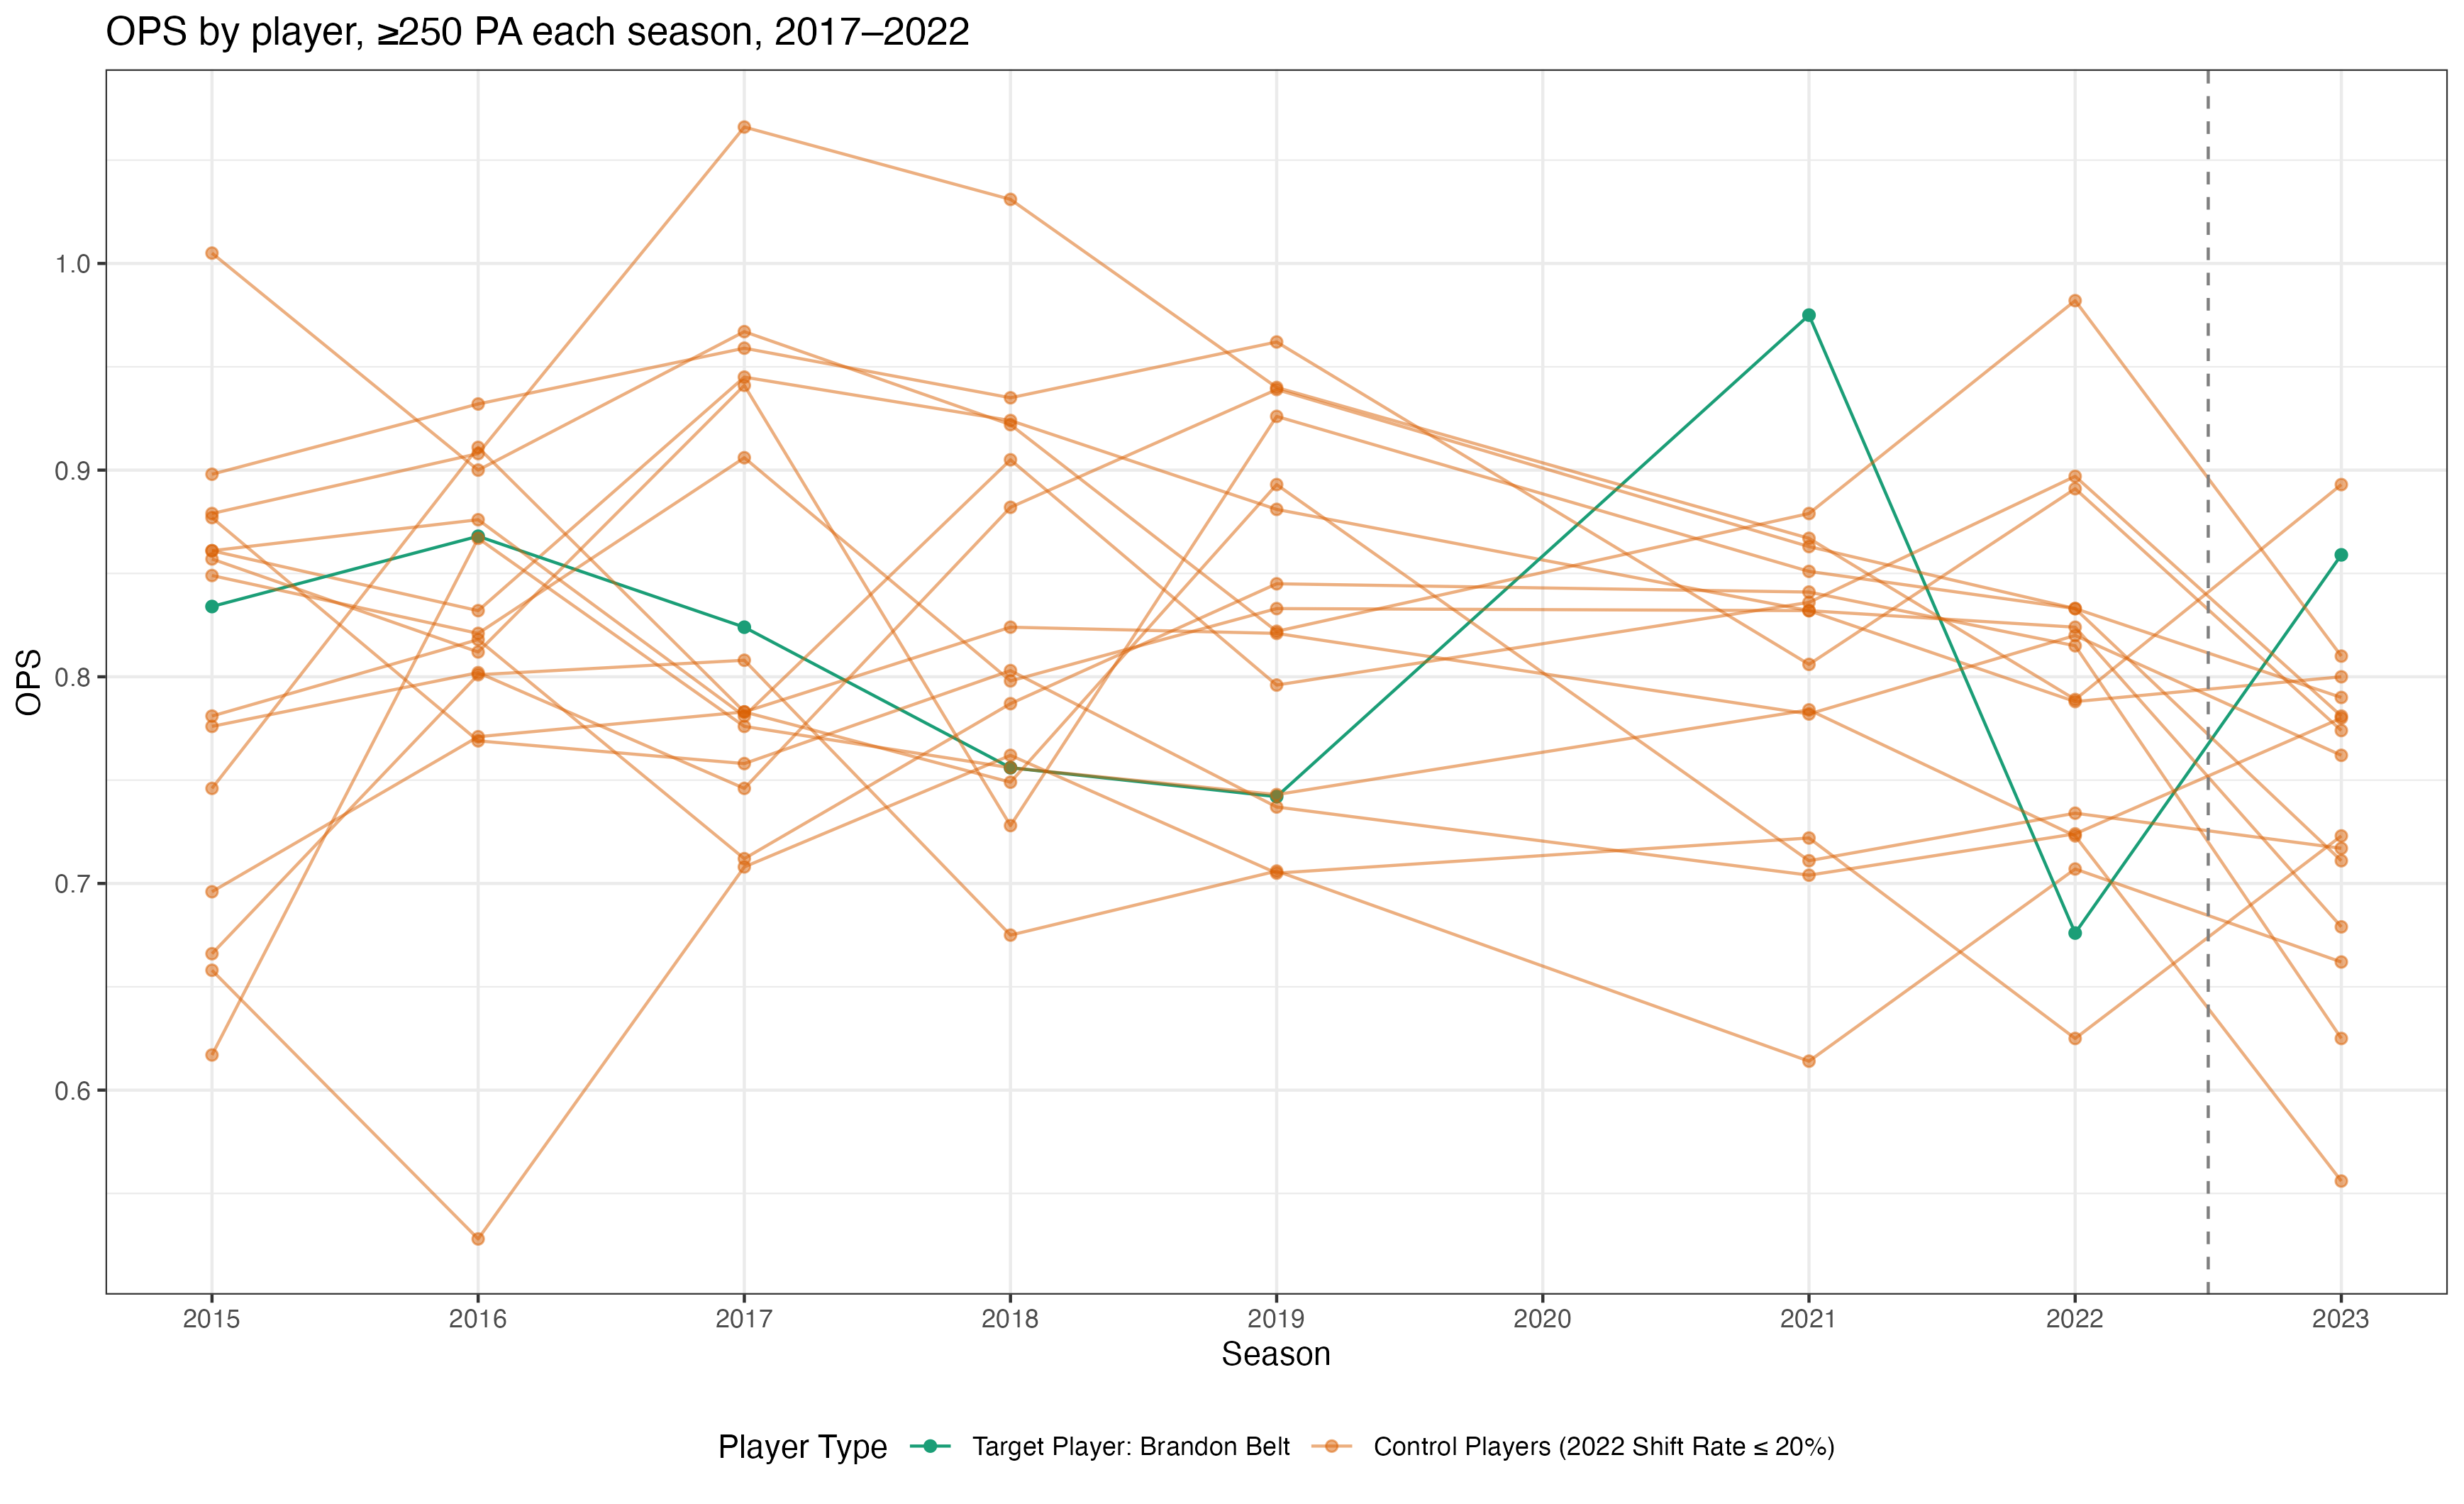 OPS by player, ≥250 PA each season, 2017–2022
OPS
1.0
0.9
0.8
0.7
0.6
2015 2016 2017 2018 2019 2020 2021 2022 2023
Season
Player Type Target Player: Brandon Belt Control Players (2022 Shift Rate ≤ 20%)